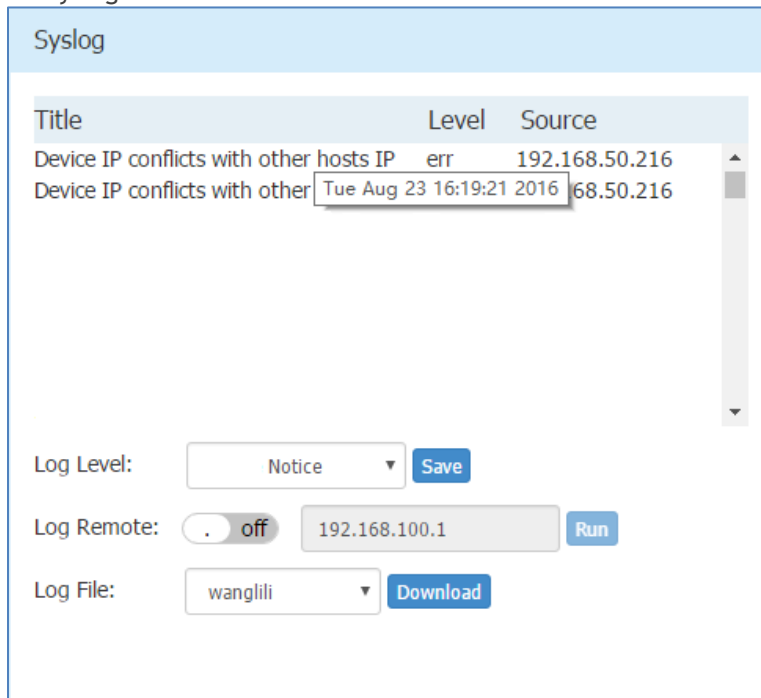 Syslog
Title Level Source
Device IP conflicts with other hosts IP err 192.168.50.216
Device IP conflicts with other Tue Aug 23 16:19:21 2016 68.50.216
Log Level: Notice Save
Log Remote: . off 192.168.100.1 Run
Log File: wanglili Download